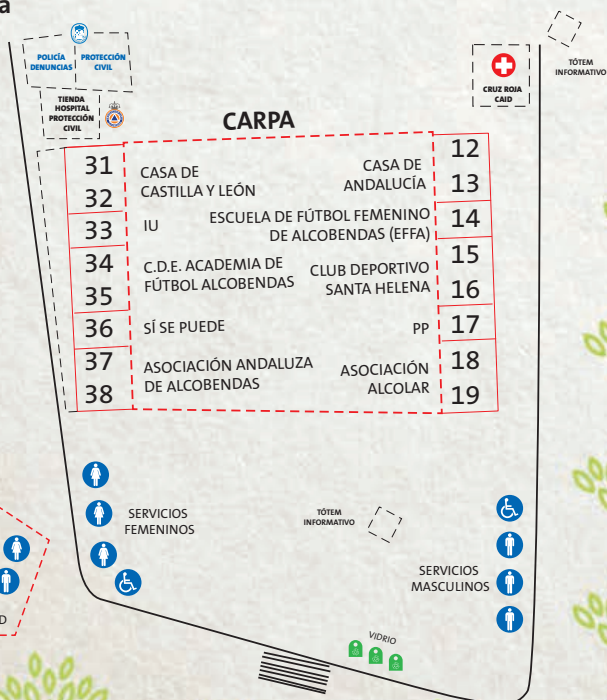 a
POLICÍA
DENUNCIAS
PROTECCIÓN
CIVIL
TIENDA
HOSPITAL
PROTECCIÓN
CIVIL
CRUZ ROJA
CAID
TÓTEM
INFORMATIVO
CARPA
31
32
CASA DE
CASTILLA Y LEÓN
33
IU
34
35
C.D.E. ACADEMIA DE
FÚTBOL ALCOBENDAS
36
SÍ SE PUEDE
37
38
ASOCIACIÓN ANDALUZA
DE ALCOBENDAS
CASA DE
ANDALUCÍA
12
13
ESCUELA DE FÚTBOL FEMENINO
DE ALCOBENDAS (EFFA)
14
CLUB DEPORTIVO
SANTA HELENA
15
16
PP
17
ASOCIACIÓN
ALCOLAR
18
19
SERVICIOS
FEMENINOS
TÓTEM
INFORMATIVO
SERVICIOS
MASCULINOS
D
VIDRIO